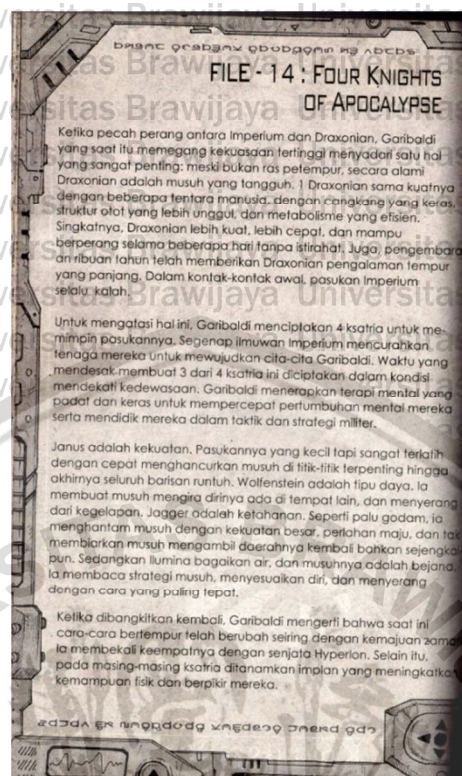 FILE - 14 : FOUR KNIGHTS
OF APOCALYPSE
Ketika pecah perang antara Imperium dan Draxonian, Garibaldi
yang saat itu memegang kekuasaan tertinggi menyadari satu hal
yang sangat penting: meski bukan ras petempur, secara alami
Draxonian adalah musuh yang tangguh. 1 Draxonian sama kuatnya
dengan beberapa tentara manusia, dengan cangkang yang keras,
struktur otot yang lebih unggul, dan metabolisme yang efisien.
Singkatnya, Draxonian lebih kuat, lebih cepat, dan mampu
berperang selama beberapa hari tanpa istirahat. Juga, pengembara
an ribuan tahun telah memberikan Draxonian pengalaman tempur
yang panjang. Dalam kontak-kontak awal, pasukan Imperium
selalu kalah.
Untuk mengatasi hal ini, Garibaldi menciptakan 4 ksatria untuk me-
mimpin pasukannya. Segenap ilmuwan Imperium mencurahkan
tenaga mereka untuk mewujudkan cita-cita Garibaldi. Waktu yang
mendesak membuat 3 dari 4 ksatria ini diciptakan dalam kondisi
mendekati kedewasaan. Garibaldi menerapkan terapi mental yang
padat dan keras untuk mempercepat pertumbuhan mental mereka
serta mendidik mereka dalam taktik dan strategi militer.
Janus adalah kekuatan. Pasukannya yang kecil tapi sangat terlatih
dengan cepat menghancurkan musuh di titik-titik terpenting hingga
akhirnya seluruh barisan runtuh. Wolfenstein adalah tipu daya. Ia
membuat musuh mengira dirinya ada di tempat lain, dan menyerang
dari kegelapan. Jagger adalah ketahanan. Seperti palu godam, ia
menghantam musuh dengan kekuatan besar, perlahan maju, dan tak
membiarkan musuh mengambil daerahnya kembali bahkan sejengka
pun. Sedangkan Ilumina bagaikan air, dan musuhnya adalah bejana.
Ia membaca strategi musuh, menyesuaikan diri, dan menyerang
dengan cara yang paling tepat.
Ketika dibangkitkan kembali, Garibaldi mengerti bahwa saat ini
cara-cara bertempur telah berubah seiring dengan kemajuan zaman
Ia membekali keempatnya dengan senjata Hyperion. Selain itu,
pada masing-masing ksatria ditanamkan implan yang meningkatkan
kemampuan fisik dan berpikir mereka.